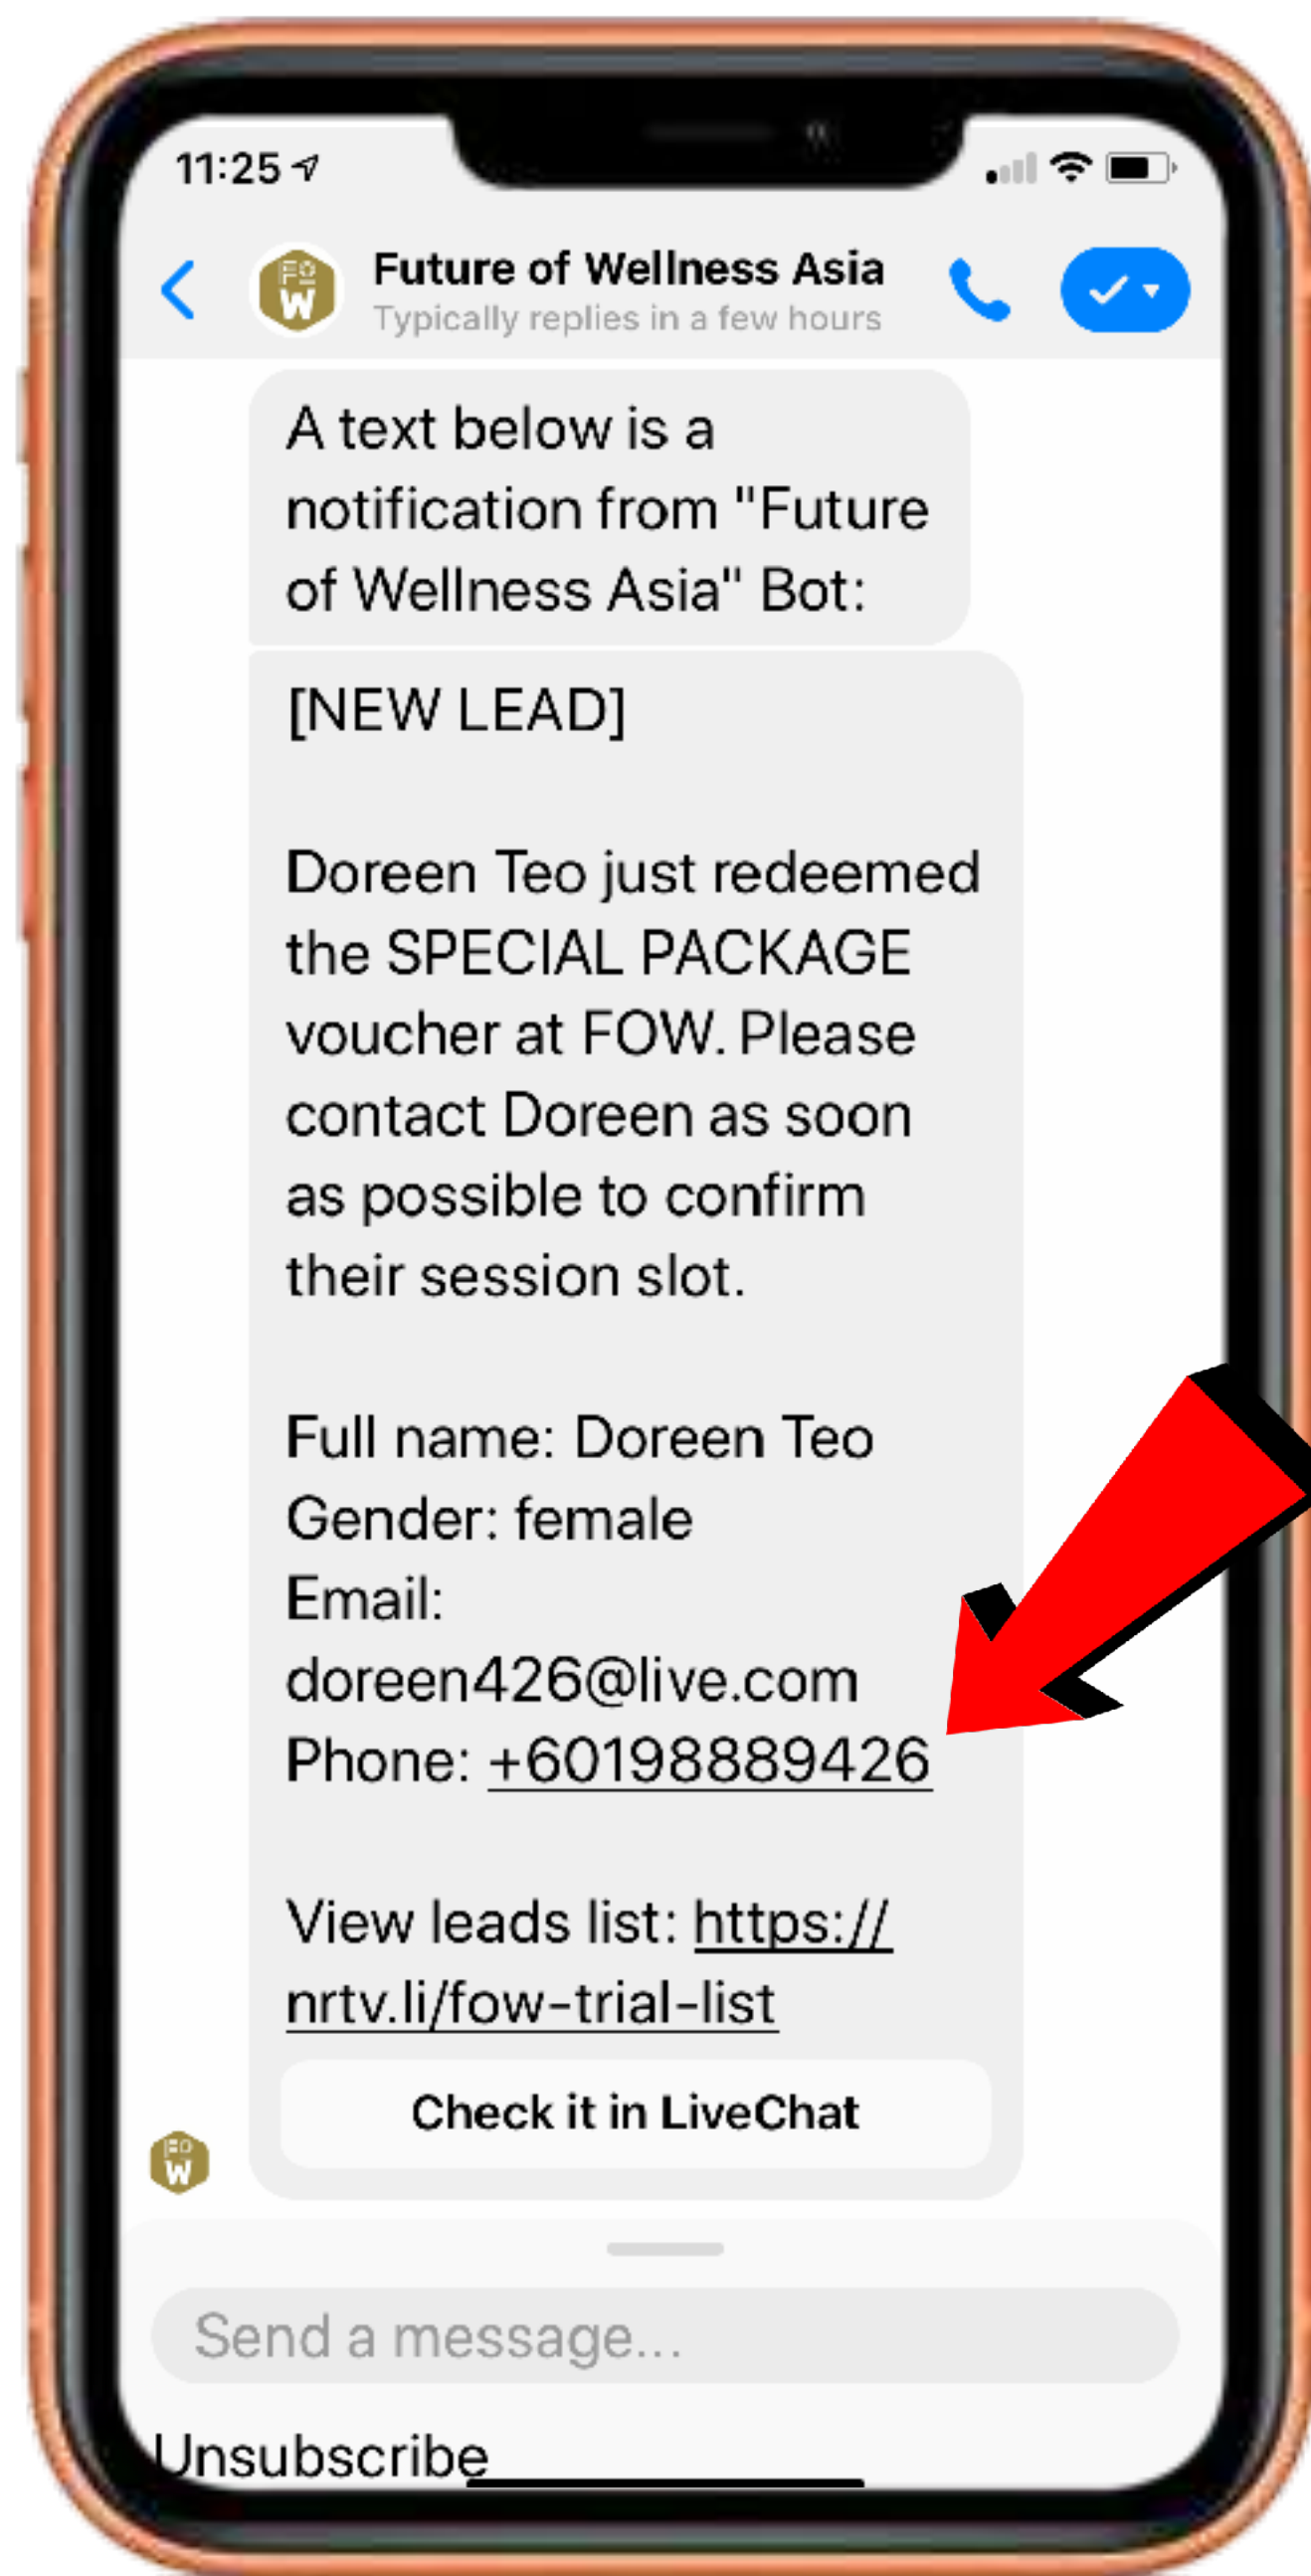 11:25
Future of Wellness Asia
Typically replies in a few hours
A text below is a
notification from "Future
of Wellness Asia" Bot:
[NEW LEAD]
Doreen Teo just redeemed
the SPECIAL PACKAGE
voucher at FOW. Please
contact Doreen as soon
as possible to confirm
their session slot.
Full name: Doreen Teo
Gender: female
Email:
doreen426@live.com
Phone: +60198889426
View leads list: https://
nrtv.li/fow-trial-list
Check it in LiveChat
FO
W
Send a message...
Unsubscribe